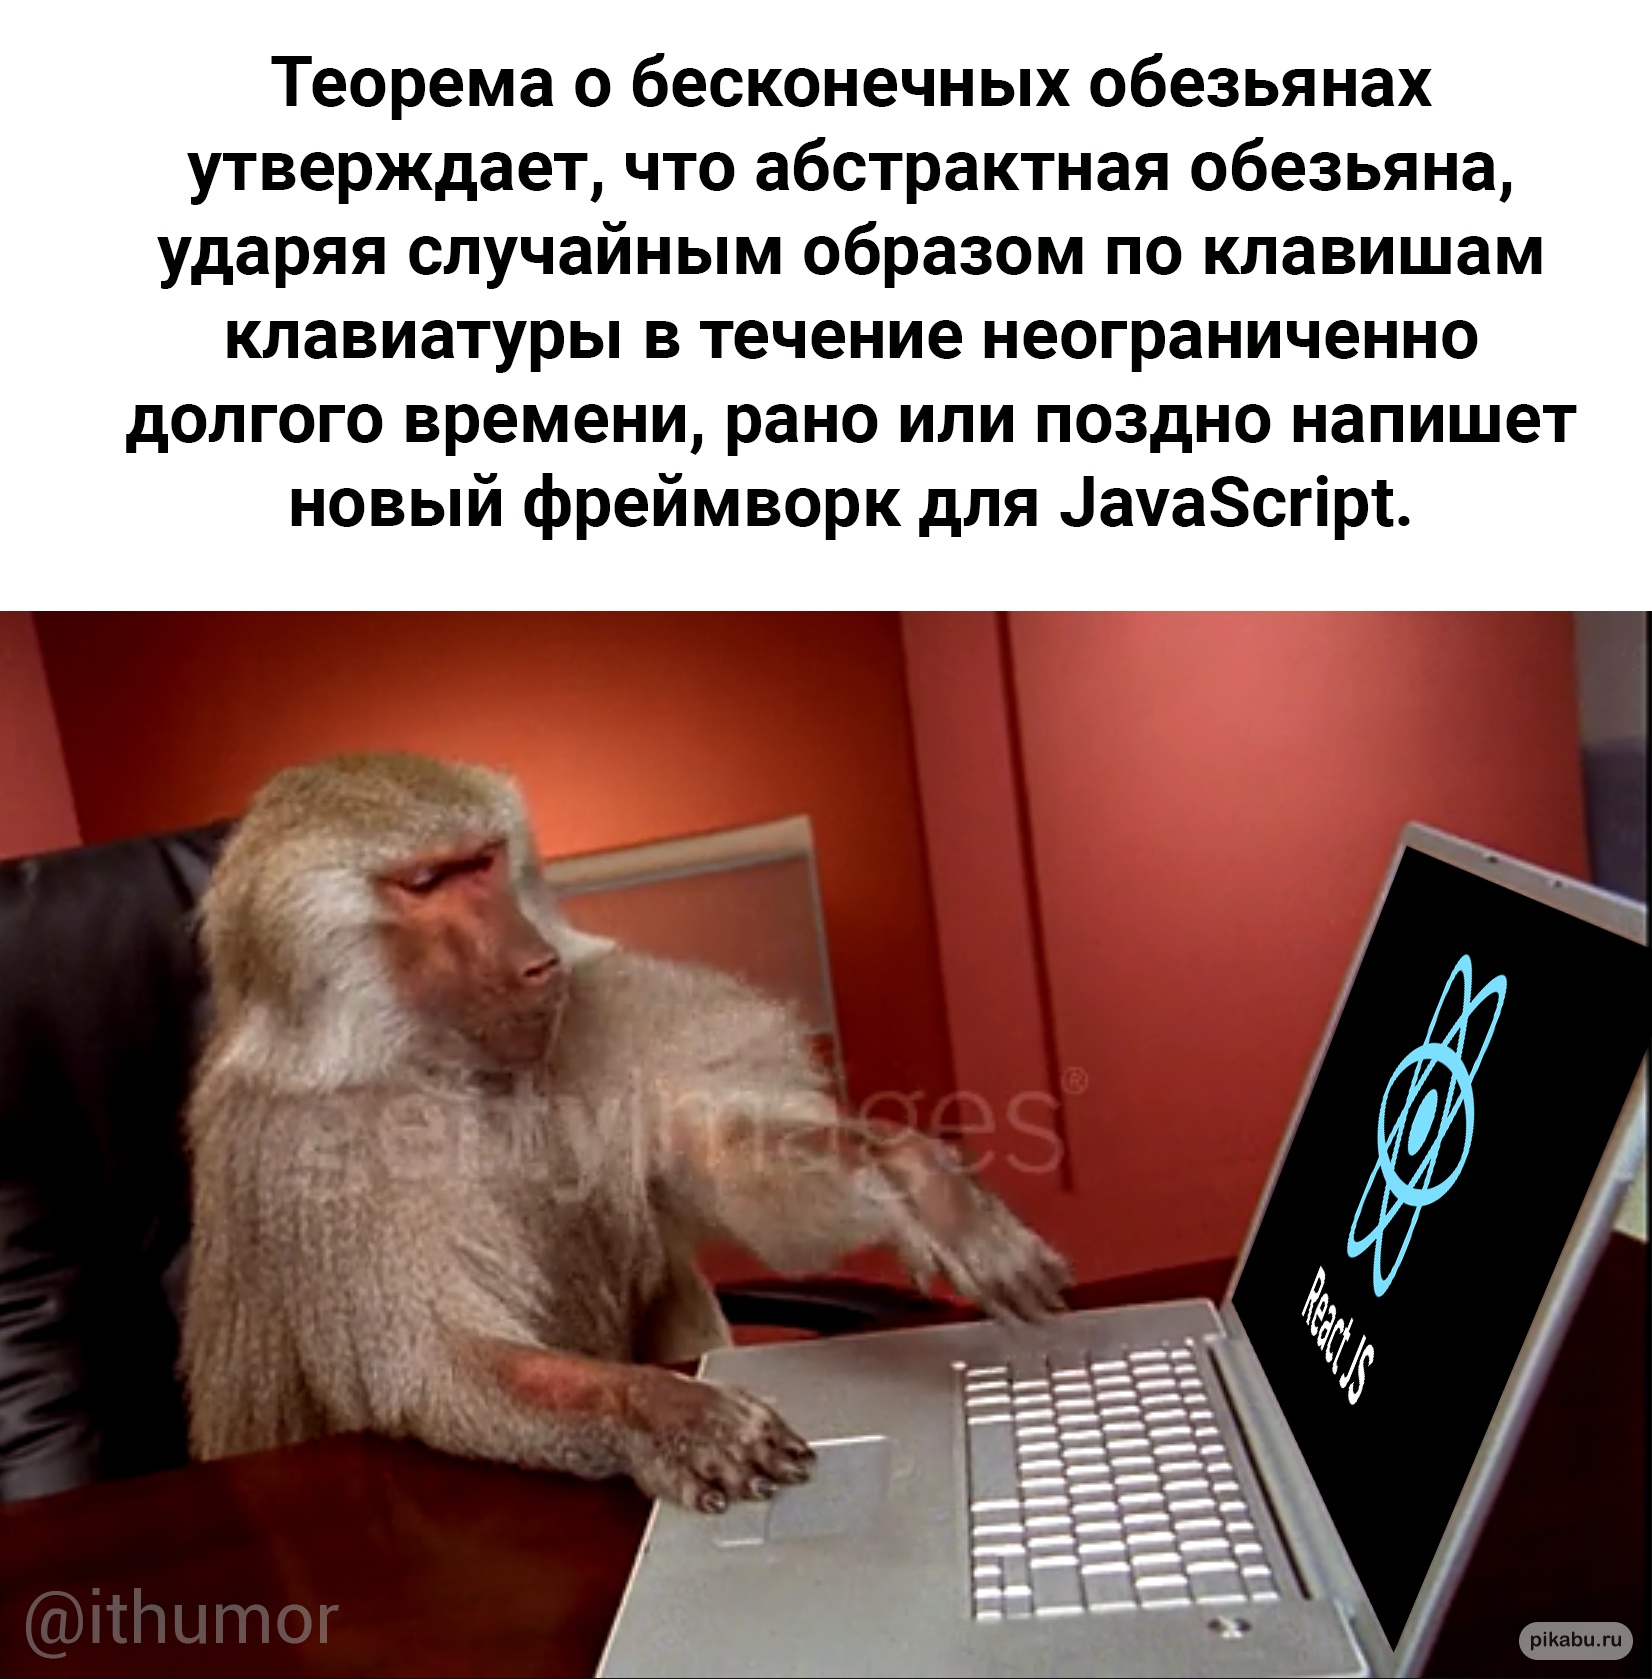 Теорема о бесконечных обезьянах
утверждает, что абстрактная обезьяна,
ударяя случайным образом по клавишам
клавиатуры в течение неограниченно
долгого времени, рано или поздно напишет
новый фреймворк для JavaScript.
gettyimages®
React JS
@ithumor
pikabu.ru